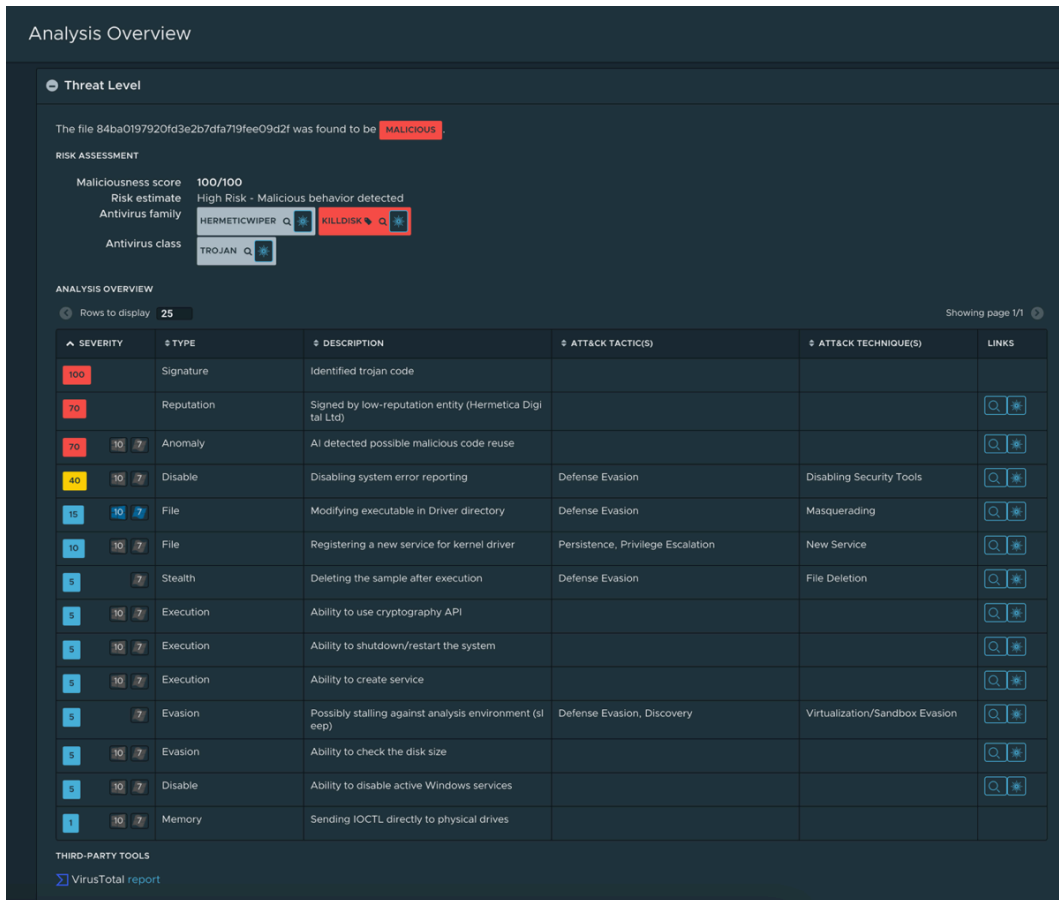 Analysis Overview
Threat Level
The file 84ba0197920fd3e2b7dfa719fee09d2f was found to be MALICIOUS .
RISK ASSESSMENT
Maliciousness score 100/100
Risk estimate High Risk - Malicious behavior detected
Antivirus family HERMETICWIPER KILLDISK
Antivirus class TROJAN
ANALYSIS OVERVIEW
Rows to display 25 Showing page 1/1
SEVERITY TYPE DESCRIPTION ATT&CK TACTIC(S) ATT&CK TECHNIQUE(S) LINKS
100 Signature Identified trojan code
70 Reputation Signed by low-reputation entity (Hermetica Digi
tal Ltd)
70 10 7 Anomaly AI detected possible malicious code reuse
40 10 7 Disable Disabling system error reporting Defense Evasion Disabling Security Tools
15 10 7 File Modifying executable in Driver directory Defense Evasion Masquerading
10 10 7 File Registering a new service for kernel driver Persistence, Privilege Escalation New Service
5 7 Stealth Deleting the sample after execution Defense Evasion File Deletion
5 10 7 Execution Ability to use cryptography API
5 10 7 Execution Ability to shutdown/restart the system
5 10 7 Execution Ability to create service
5 7 Evasion Possibly stalling against analysis environment (sl Defense Evasion, Discovery Virtualization/Sandbox Evasion
eep)
5 10 7 Evasion Ability to check the disk size
5 10 7 Disable Ability to disable active Windows services
1 10 7 Memory Sending IOCTL directly to physical drives
THIRD-PARTY TOOLS
VirusTotal report